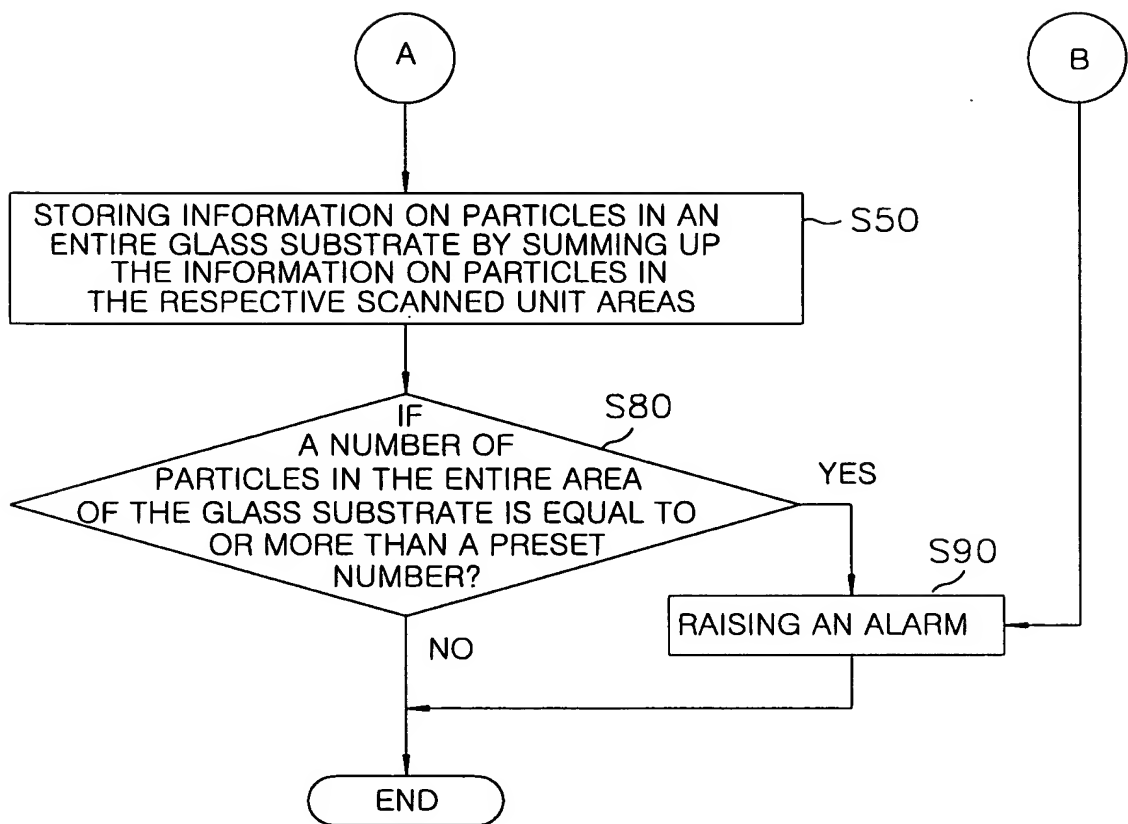 A
B
STORING INFORMATION ON PARTICLES IN AN
ENTIRE GLASS SUBSTRATE BY SUMMING UP
THE INFORMATION ON PARTICLES IN
THE RESPECTIVE SCANNED UNIT AREAS
S50
IF
A NUMBER OF
PARTICLES IN THE ENTIRE AREA
OF THE GLASS SUBSTRATE IS EQUAL TO
OR MORE THAN A PRESET
NUMBER?
S80
YES
S90
RAISING AN ALARM
NO
END